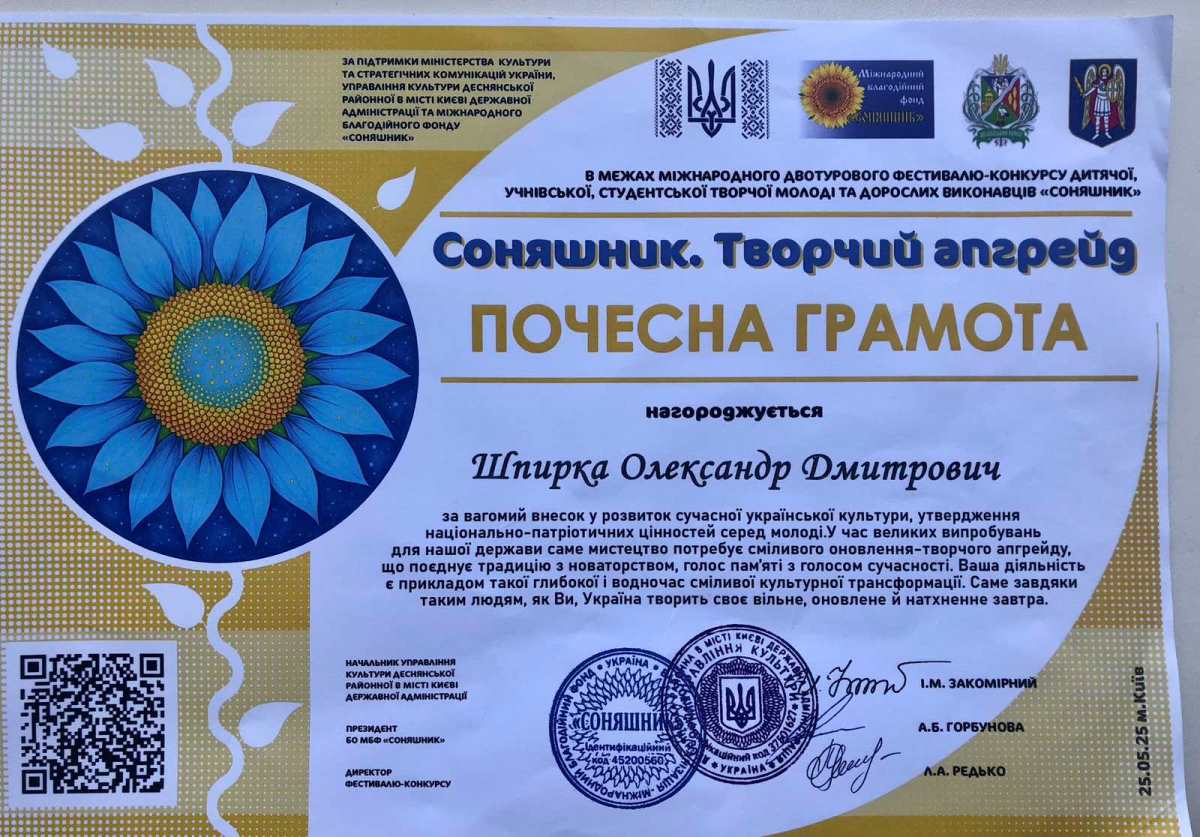 ЗА ПІДТРИМКИ МІНІСТЕРСТВА КУЛЬТУРИ
ТА СТРАТЕГІЧНИХ КОМУНІКАЦІЙ УКРАЇНИ,
УПРАВЛІННЯ КУЛЬТУРИ ДЕСНЯНСЬКОЇ
РАЙОННОЇ В МІСТІ КИЄВІ ДЕРЖАВНОЇ
АДМІНІСТРАЦІЇ ТА МІЖНАРОДНОГО
БЛАГОДІЙНОГО ФОНДУ
«СОНЯШНИК»
Міжнародний
благодійний
фонд
«СОНЯШНИК»
В МЕЖАХ МІЖНАРОДНОГО ДВОТУРОВОГО ФЕСТИВАЛЮ-КОНКУРСУ ДИТЯЧОЇ,
УЧНІВСЬКОЇ, СТУДЕНТСЬКОЇ ТВОРЧОЇ МОЛОДІ ТА ДОРОСЛИХ ВИКОНАВЦІВ «СОНЯШНИК»
Соняшник. Творчий апгрейд
ПОЧЕСНА ГРАМОТА
нагороджується
Шпирка Олександр Дмитрович
за вагомий внесок у розвиток сучасної української культури, утвердження
національно-патріотичних цінностей серед молоді.У час великих випробувань
для нашої держави саме мистецтво потребує сміливого оновлення-творчого апгрейду,
що поєднує традицію з новаторством, голос пам'яті з голосом сучасності. Ваша діяльність
є прикладом такої глибокої і водночас сміливої культурної трансформації. Саме завдяки
таким людям, як Ви, Україна творить своє вільне, оновлене й натхненне завтра.
НАЧАЛЬНИК УПРАВЛІННЯ
КУЛЬТУРИ ДЕСНЯНСЬКОЇ
РАЙОННОЇ В МІСТІ КИЄВІ
ДЕРЖАВНОЇ АДМІНІСТРАЦІЇ
І.М. ЗАКОМІРНИЙ
ПРЕЗИДЕНТ
БО МБФ «СОНЯШНИК»
А.Б. ГОРБУНОВА
ДИРЕКТОР
ФЕСТИВАЛЮ-КОНКУРСУ
Л.А. РЕДЬКО
УКРАЇНА
«СОНЯШНИК»
Ідентифікаційний
код 45200560
УКРАЇНА
25.05.25 м.Київ